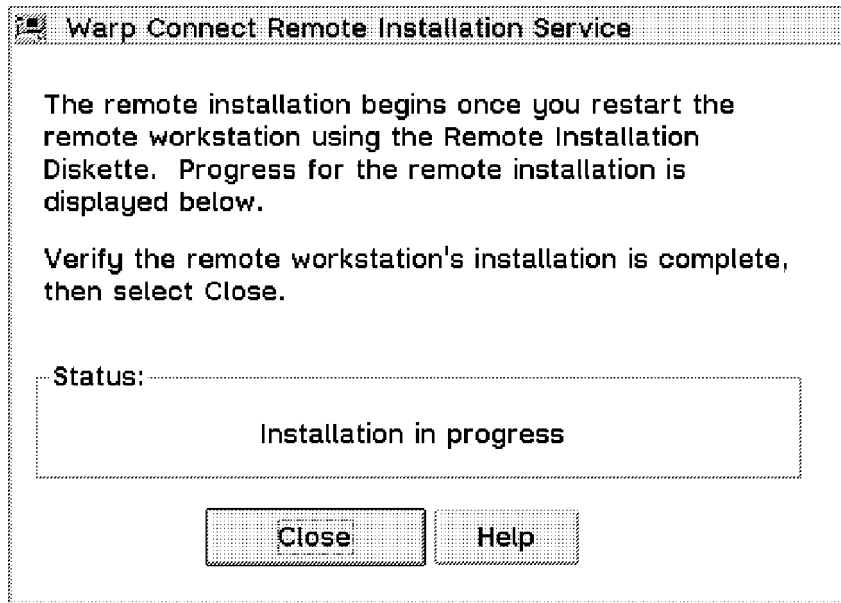 Warp Connect Remote Installation Service
The remote installation begins once you restart the
remote workstation using the Remote Installation
Diskette.  Progress for the remote installation is
displayed below.
Verify the remote workstation's installation is complete,
then select Close.
Status:
Installation in progress
Close
Help